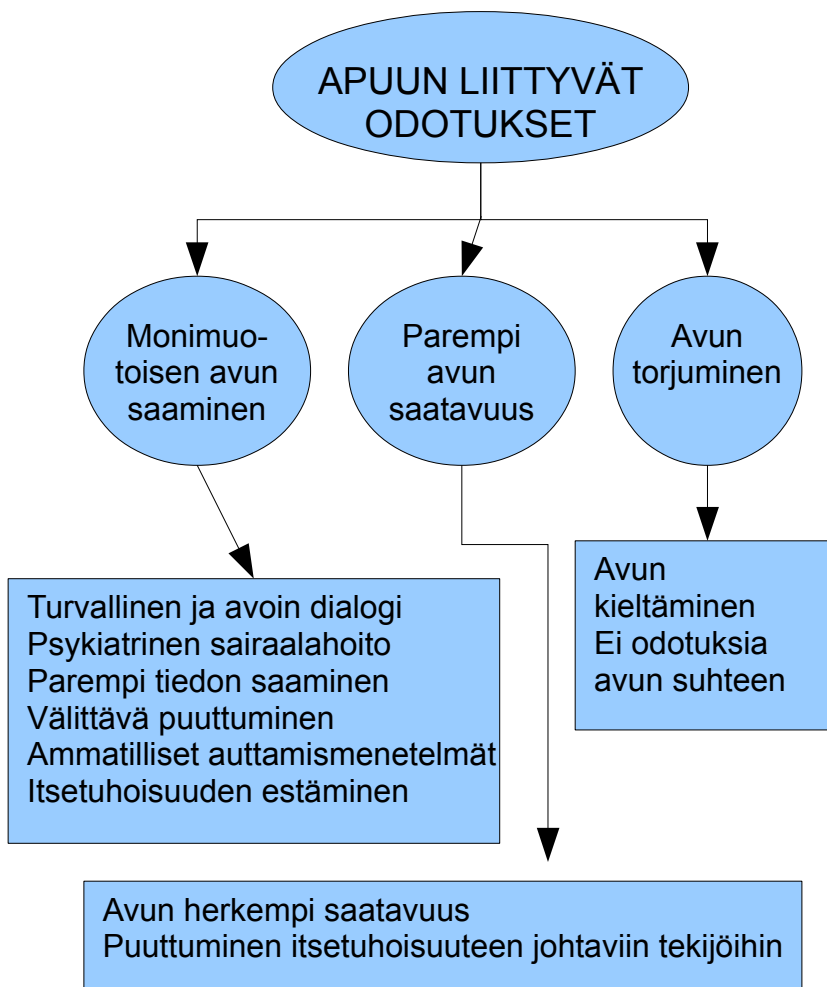 APUUN LIITTYVÄT
ODOTUKSET
Monimuo-
toisen avun
saaminen
Parempi
avun
saatavuus
Avun
torjuminen
Turvallinen ja avoin dialogi
Psykiatrinen sairaalahoito
Parempi tiedon saaminen
Välittävä puuttuminen
Ammatilliset auttamismenetelmät
Itsetuhoisuuden estäminen
Avun
kieltäminen
Ei odotuksia
avun suhteen
Avun herkempi saatavuus
Puuttuminen itsetuhoisuuteen johtaviin tekijöihin